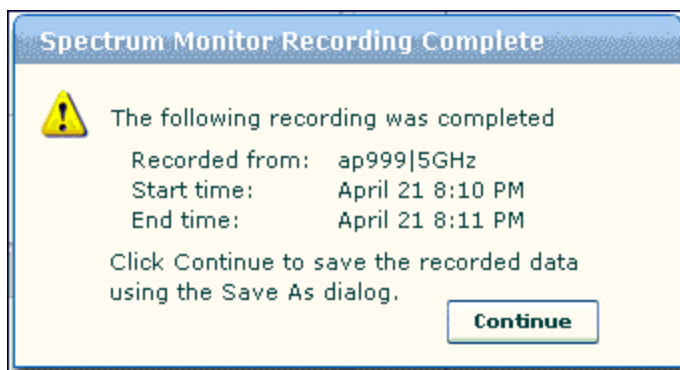 Spectrum Monitor Recording Complete
The following recording was completed
Recorded from: ap999|5GHz
Start time: April 21 8:10 PM
End time: April 21 8:11 PM
Click Continue to save the recorded data
using the Save As dialog.
Continue